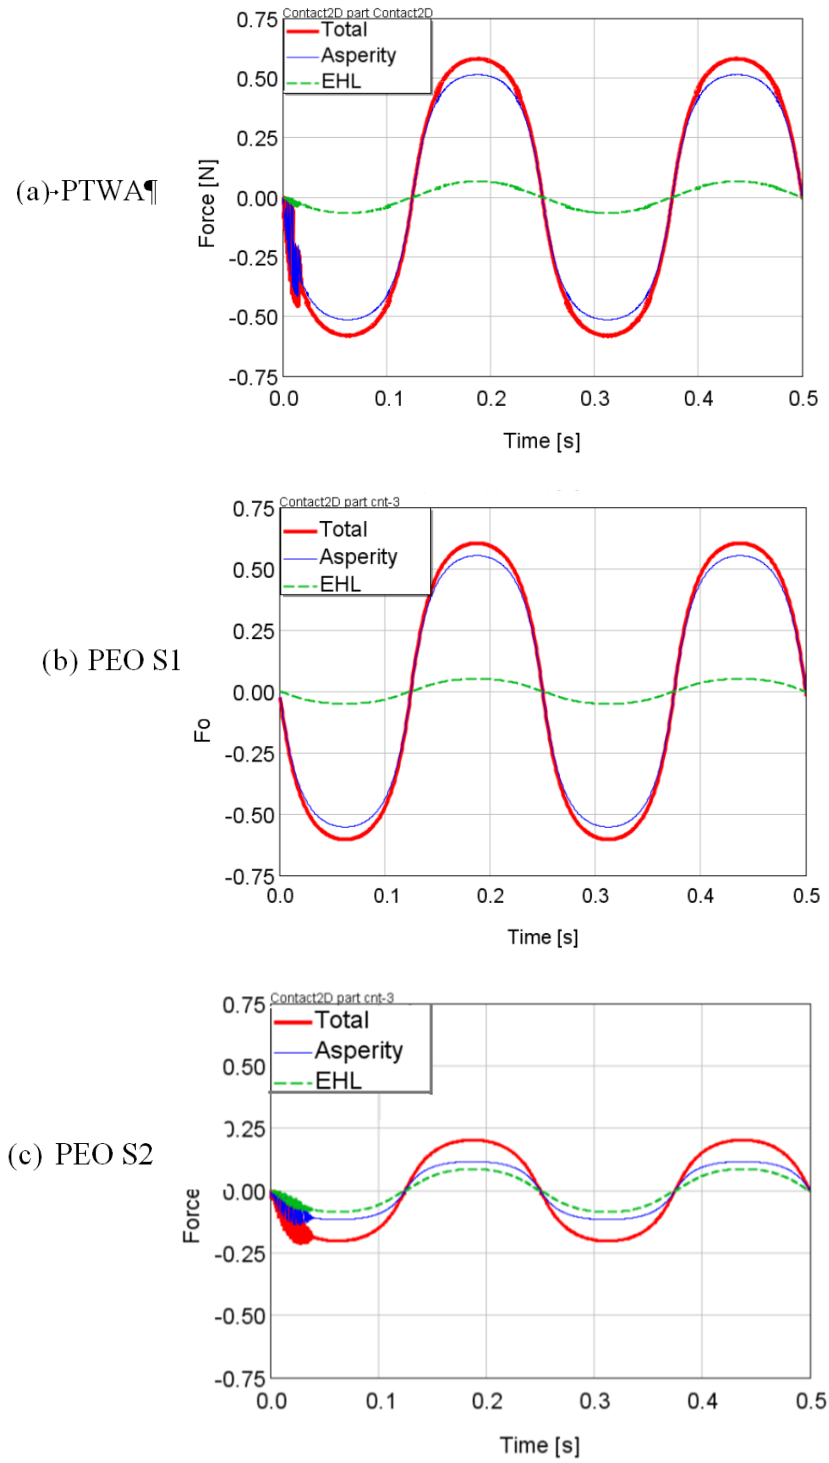 Contact2D part Contact2D
0.75
Total
Asperity
EHL
0.50
0.25
(a)→PTWA¶
0.00
Force [N]
-0.25
-0.50
-0.75
0.0 0.1 0.2 0.3 0.4 0.5
Time [s]
Contact2D part cnt-3
0.75
Total
Asperity
EHL
0.50
0.25
(b) PEO S1
0.00
Fo
-0.25
-0.50
-0.75
0.0 0.1 0.2 0.3 0.4 0.5
Time [s]
Contact2D part cnt-3
0.75
Total
Asperity
EHL
0.50
0.25
(c) PEO S2
0.00
Force
-0.25
-0.50
-0.75
0.0 0.1 0.2 0.3 0.4 0.5
Time [s]